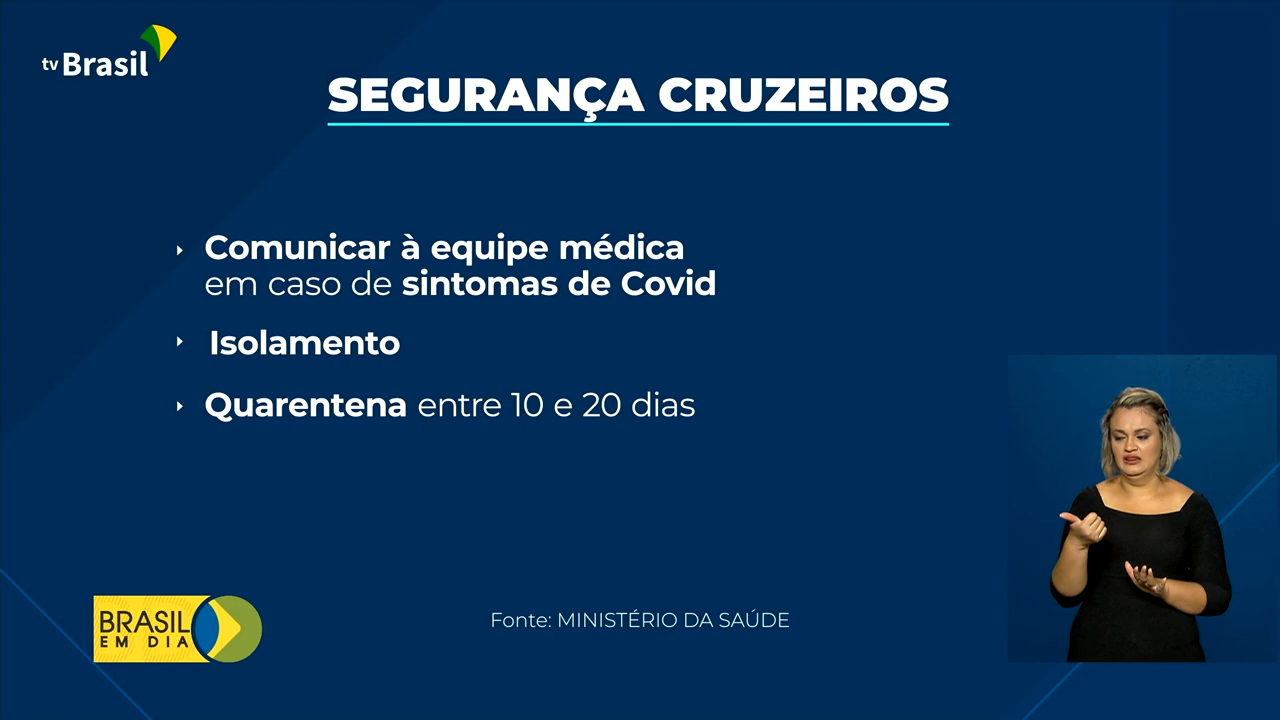 tv Brasil
SEGURANÇA CRUZEIROS
Comunicar à equipe médica
em caso de sintomas de Covid
Isolamento
Quarentena entre 10 e 20 dias
BRASIL
EM DIA
Fonte: MINISTÉRIO DA SAÚDE